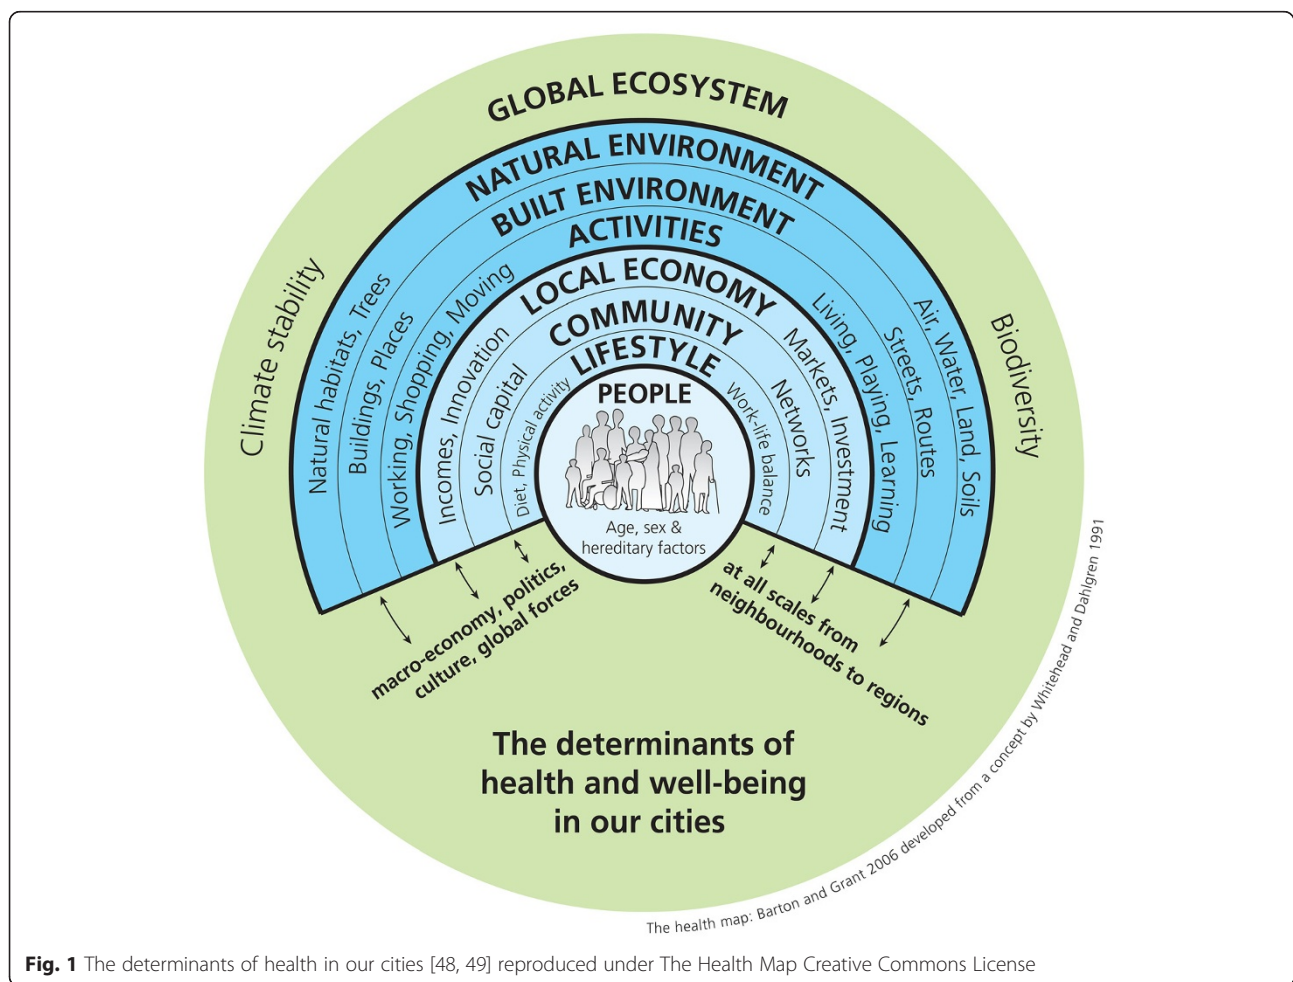 GLOBAL ECOSYSTEM
Climate stability
Biodiversity
NATURAL ENVIRONMENT
Natural habitats, Trees
Air, Water, Land, Soils
BUILT ENVIRONMENT
Buildings, Places
Streets, Routes
ACTIVITIES
Working, Shopping, Moving
Living, Playing, Learning
LOCAL ECONOMY
Incomes, Innovation
Markets, Investment
COMMUNITY
Social capital
Networks
LIFESTYLE
Diet, Physical activity
Work-life balance
PEOPLE
Age, sex &
hereditary factors
macro-economy, politics,
culture, global forces
at all scales from
neighbourhoods to regions
The determinants of
health and well-being
in our cities
The health map: Barton and Grant 2006 developed from a concept by Whitehead and Dahlgren 1991
Fig. 1 The determinants of health in our cities [48, 49] reproduced under The Health Map Creative Commons License